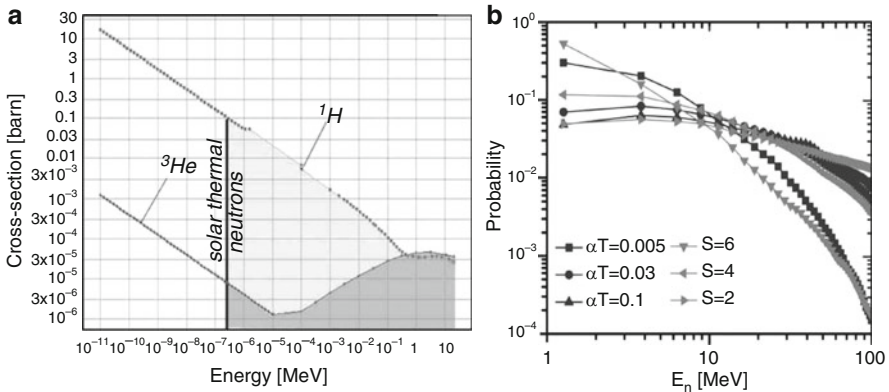 a
30
10
3
1
0.3
0.1
0.03
0.01
3x10⁻³
10⁻³
3x10⁻⁴
10⁻⁴
3x10⁻⁵
10⁻⁵
3x10⁻⁶
10⁻⁶
Cross-section [barn]
¹H
³He
solar thermal
neutrons
10⁻¹¹ 10⁻¹⁰ 10⁻⁹ 10⁻⁸ 10⁻⁷ 10⁻⁶ 10⁻⁵ 10⁻⁴ 10⁻³ 10⁻² 10⁻¹ 1 10
Energy [MeV]
b
10⁰
10⁻¹
10⁻²
10⁻³
10⁻⁴
Probability
αT=0.005 S=6
αT=0.03 S=4
αT=0.1 S=2
1 10 100
Eₙ [MeV]